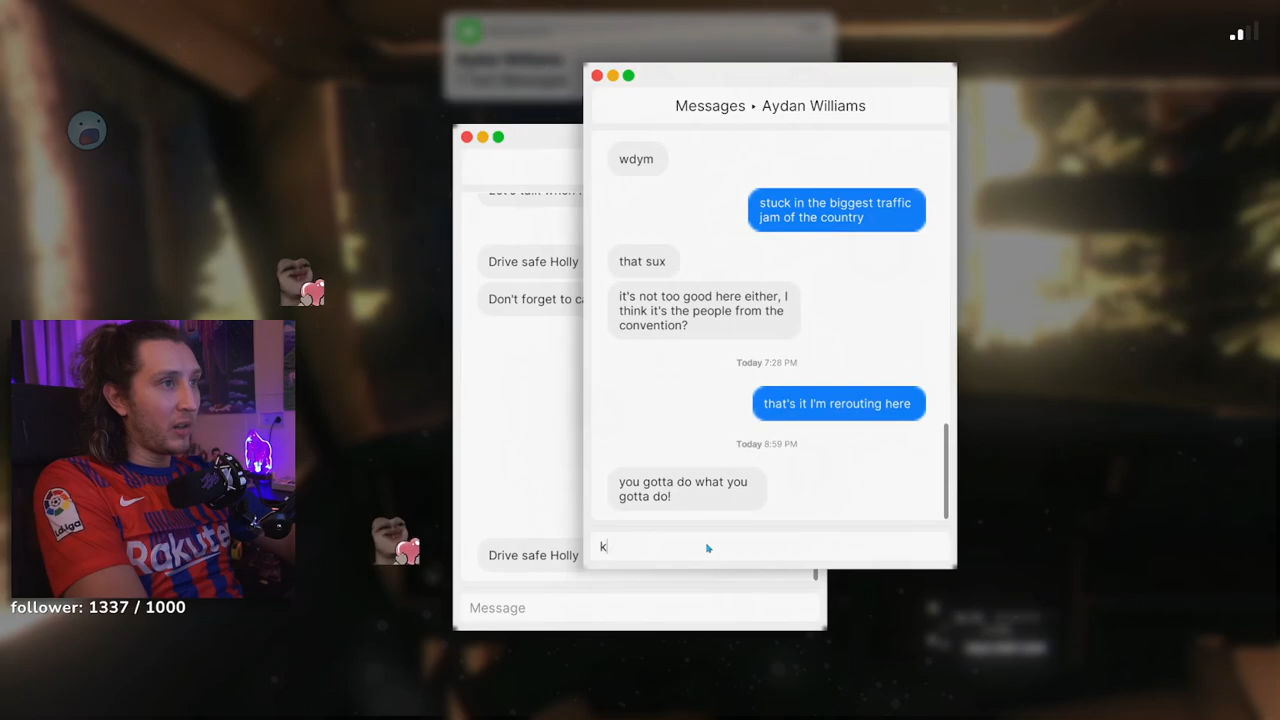 Messages ▸ Aydan Williams
wdym
stuck in the biggest traffic
jam of the country
that sux
it's not too good here either, I
think it's the people from the
convention?
Today 7:28 PM
that's it I'm rerouting here
Today 8:59 PM
you gotta do what you
gotta do!
k
Drive safe Holly
Don't forget to
Drive safe Holly
Message
LaLiga
Rakute
follower: 1337 / 1000